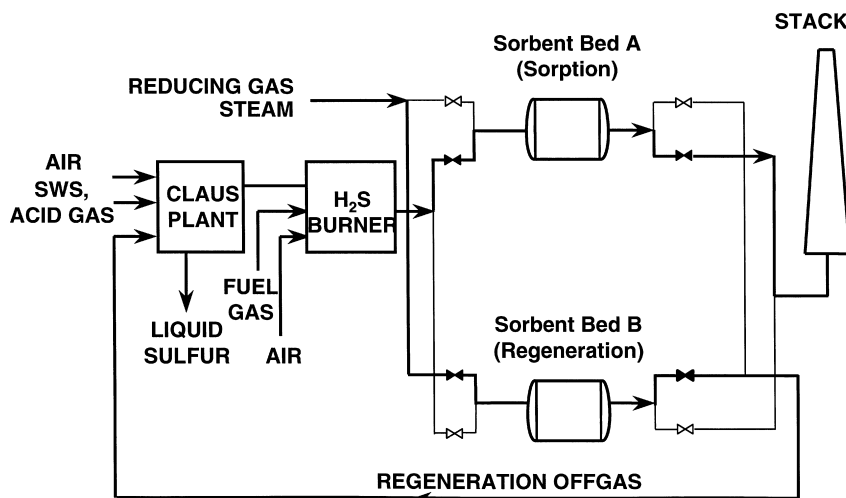 STACK
Sorbent Bed A
(Sorption)
REDUCING GAS
STEAM
AIR
SWS,
ACID GAS
CLAUS
PLANT
H₂S
BURNER
FUEL
GAS
AIR
LIQUID
SULFUR
Sorbent Bed B
(Regeneration)
REGENERATION OFFGAS